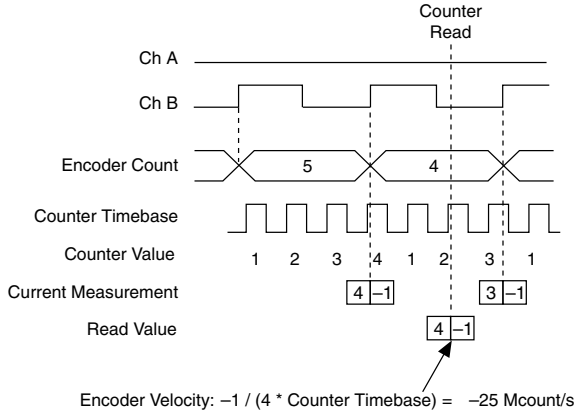 Counter
Read
Ch A
Ch B
Encoder Count 5 4
Counter Timebase
Counter Value 1 2 3 4 1 2 3 1
Current Measurement 4 –1 3 –1
Read Value 4 –1
Encoder Velocity: –1 / (4 * Counter Timebase) = –25 Mcount/s